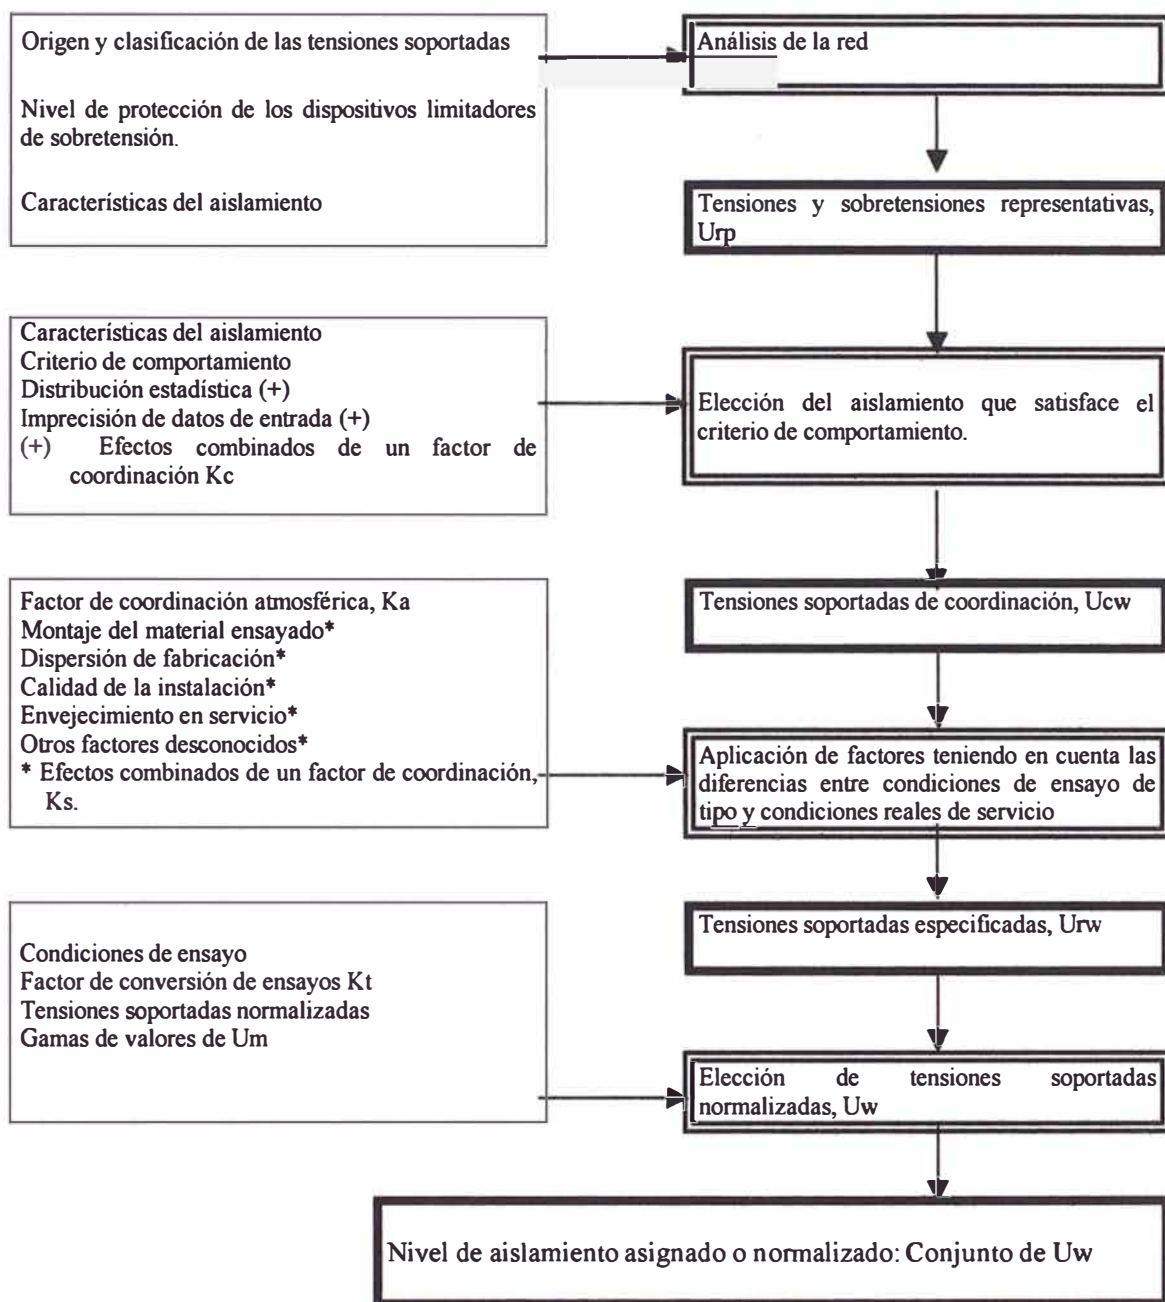 Origen y clasificación de las tensiones soportadas
Nivel de protección de los dispositivos limitadores
de sobretensión.
Características del aislamiento
Análisis de la red
Tensiones y sobretensiones representativas,
Urp
Características del aislamiento
Criterio de comportamiento
Distribución estadística (+)
Imprecisión de datos de entrada (+)
(+) Efectos combinados de un factor de
coordinación Kc
Elección del aislamiento que satisface el
criterio de comportamiento.
Tensiones soportadas de coordinación, Ucw
Factor de coordinación atmosférica, Ka
Montaje del material ensayado*
Dispersión de fabricación*
Calidad de la instalación*
Envejecimiento en servicio*
Otros factores desconocidos*
* Efectos combinados de un factor de coordinación,
Ks.
Aplicación de factores teniendo en cuenta las
diferencias entre condiciones de ensayo de
tipo y condiciones reales de servicio
Tensiones soportadas especificadas, Urw
Condiciones de ensayo
Factor de conversión de ensayos Kt
Tensiones soportadas normalizadas
Gamas de valores de Um
Elección de tensiones soportadas
normalizadas, Uw
Nivel de aislamiento asignado o normalizado: Conjunto de Uw